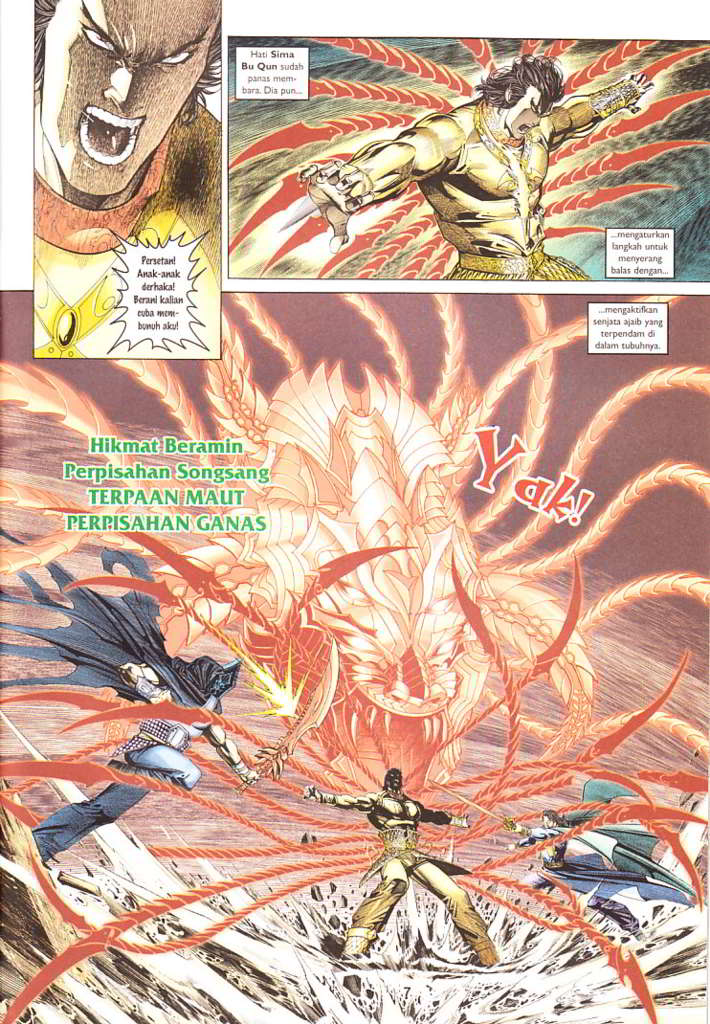 Persetan!
Anak-anak
derhaka!
Berani kalian
cuba mem-
bunuh aku!
Hati Sima
Bu Qun sudah
panas mem-
bara. Dia pun...
...mengaturkan
langkah untuk
menyerang
balas dengan...
...mengaktifkan
senjata ajaib yang
terpendam di
dalam tubuhnya.
Hikmat Beramin
Perpisahan Songsang
TERPAAN MAUT
PERPISAHAN GANAS
Yak!